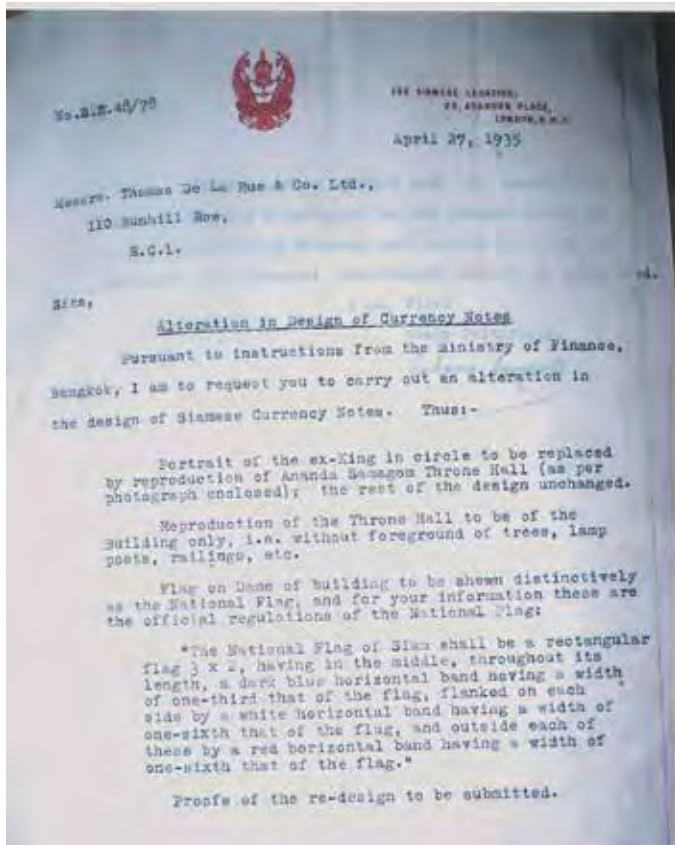 No.B.E.48/78
THE SIAMESE LEGATION,
23, ASHBURN PLACE,
LONDON, S.W.7.
April 27, 1935
Messrs. Thomas De La Rue & Co. Ltd.,
110 Bunhill Row,
E.C.1.
Sirs,
Alteration in Design of Currency Notes
Pursuant to instructions from the Ministry of Finance,
Bangkok, I am to request you to carry out an alteration in
the design of Siamese Currency Notes. Thus:-
Portrait of the ex-King in circle to be replaced
by reproduction of Ananda Samagom Throne Hall (as per
photograph enclosed); the rest of the design unchanged.
Reproduction of the Throne Hall to be of the
Building only, i.e. without foreground of trees, lamp
posts, railings, etc.
Flag on Dome of building to be shewn distinctively
as the National Flag, and for your information these are
the official regulations of the National Flag:
"The National Flag of Siam shall be a rectangular
flag 3 x 2, having in the middle, throughout its
length, a dark blue horizontal band having a width
of one-third that of the flag, flanked on each
side by a white horizontal band having a width of
one-sixth that of the flag, and outside each of
these by a red horizontal band having a width of
one-sixth that of the flag."
Proofs of the re-design to be submitted.